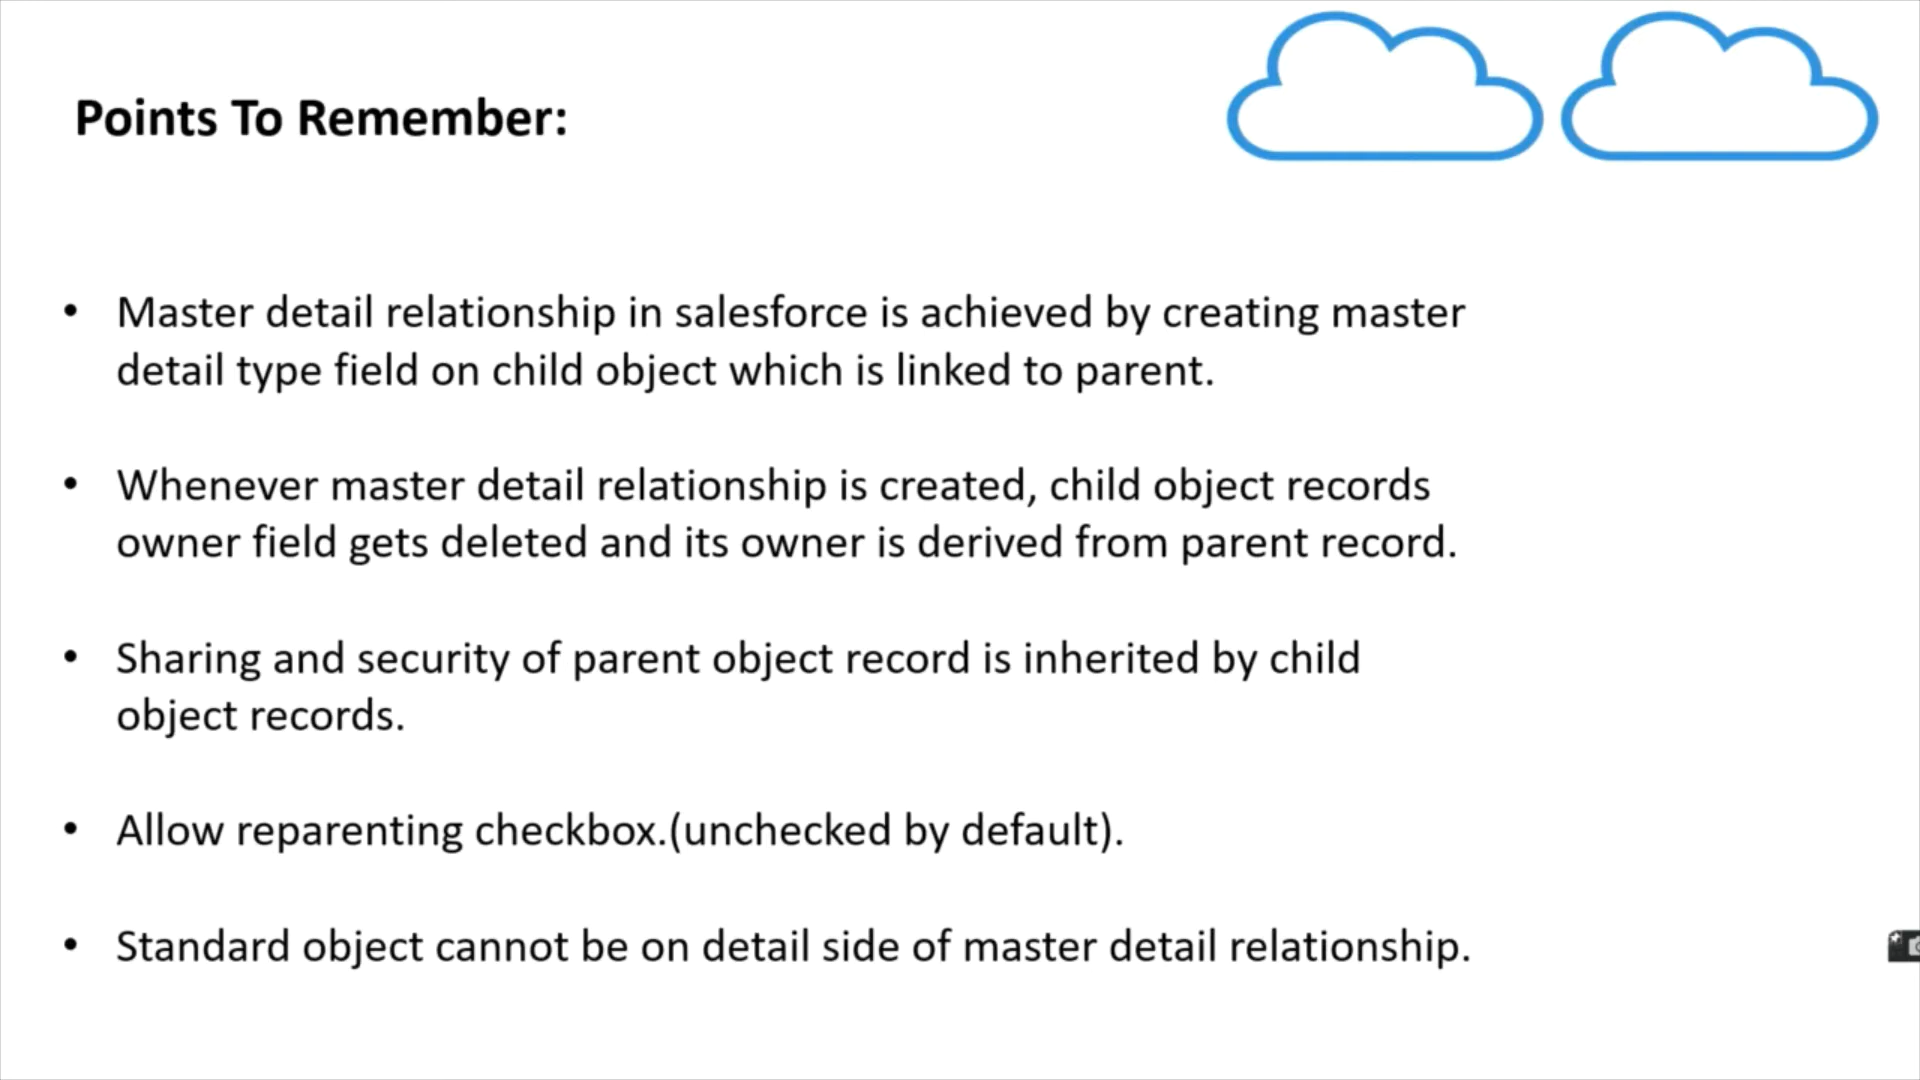 Points To Remember:
• Master detail relationship in salesforce is achieved by creating master
detail type field on child object which is linked to parent.
• Whenever master detail relationship is created, child object records
owner field gets deleted and its owner is derived from parent record.
• Sharing and security of parent object record is inherited by child
object records.
• Allow reparenting checkbox.(unchecked by default).
• Standard object cannot be on detail side of master detail relationship.